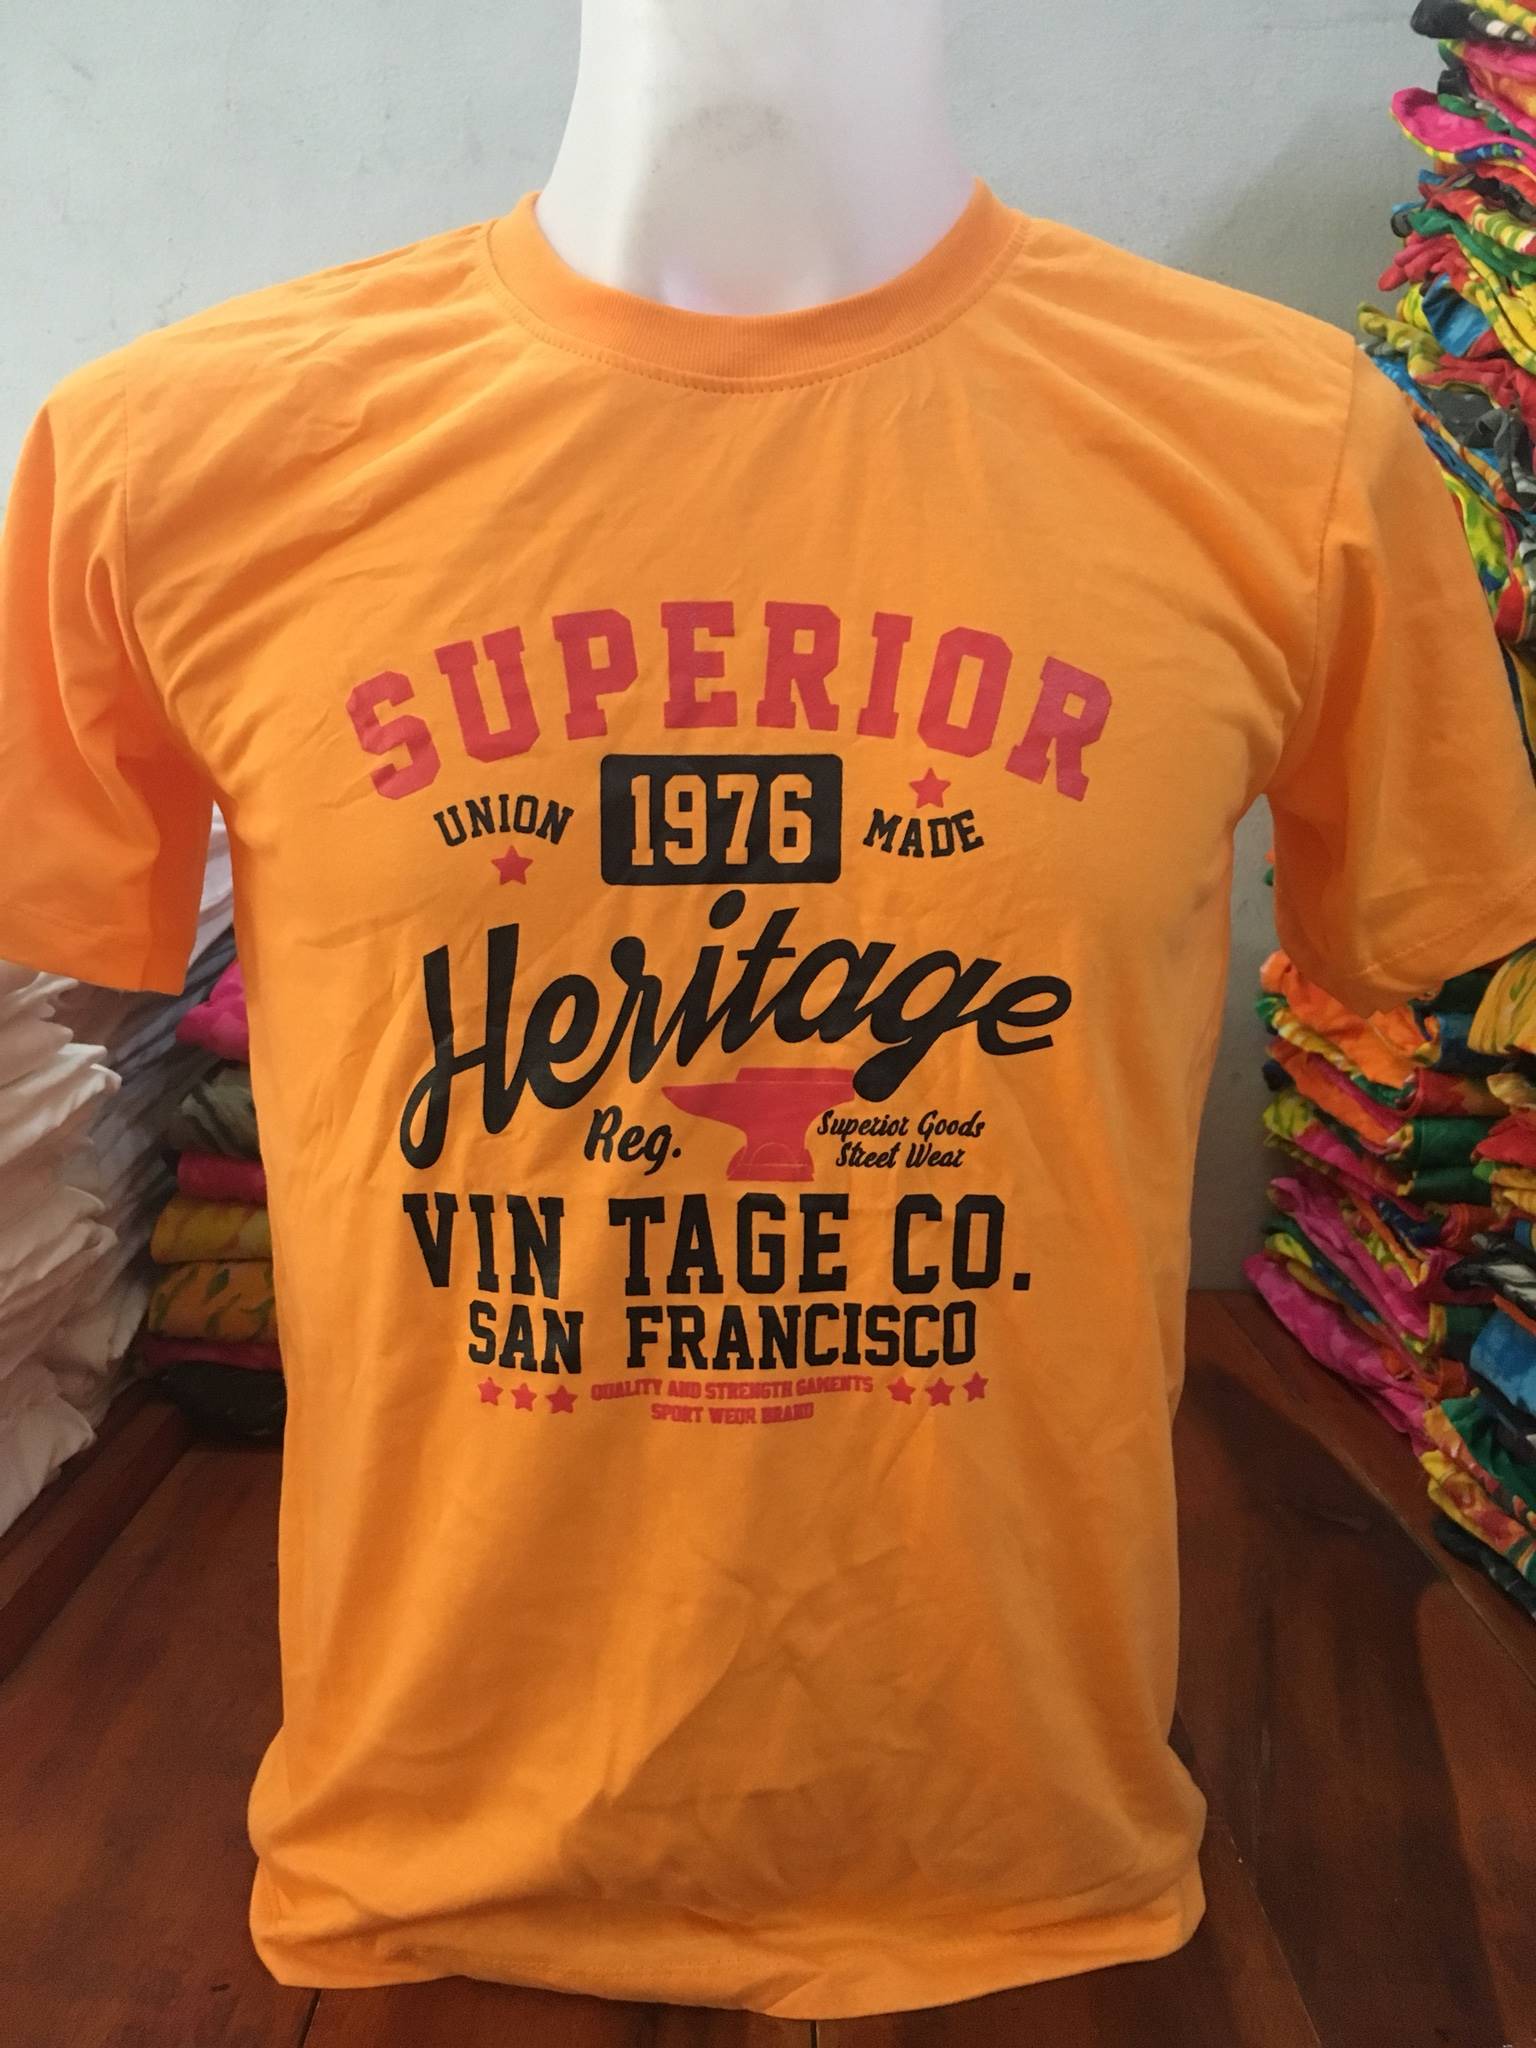 SUPERIOR
UNION 1976 MADE
Heritage
Reg. Superior Goods
Street Wear
VIN TAGE CO.
SAN FRANCISCO
QUALITY AND STRENGTH GAMENTS
SPORT WEOR BRAND